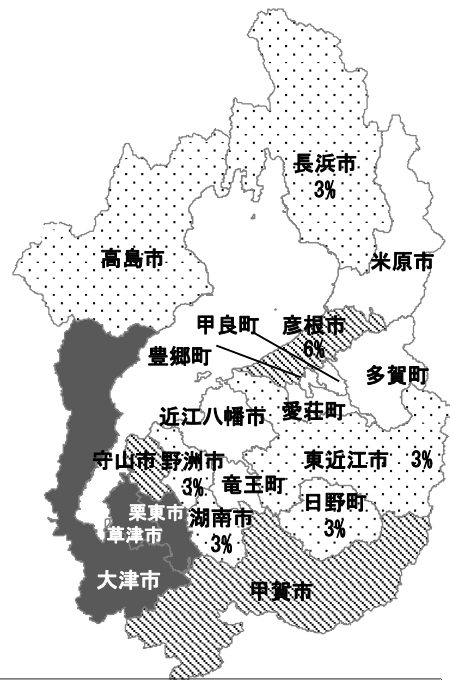 長浜市
3%
高島市
米原市
甲良町
彦根市
6%
豊郷町
多賀町
近江八幡市
愛荘町
守山市
野洲市
3%
東近江市 3%
竜王町
日野町
3%
栗東市
湖南市
3%
草津市
大津市
甲賀市